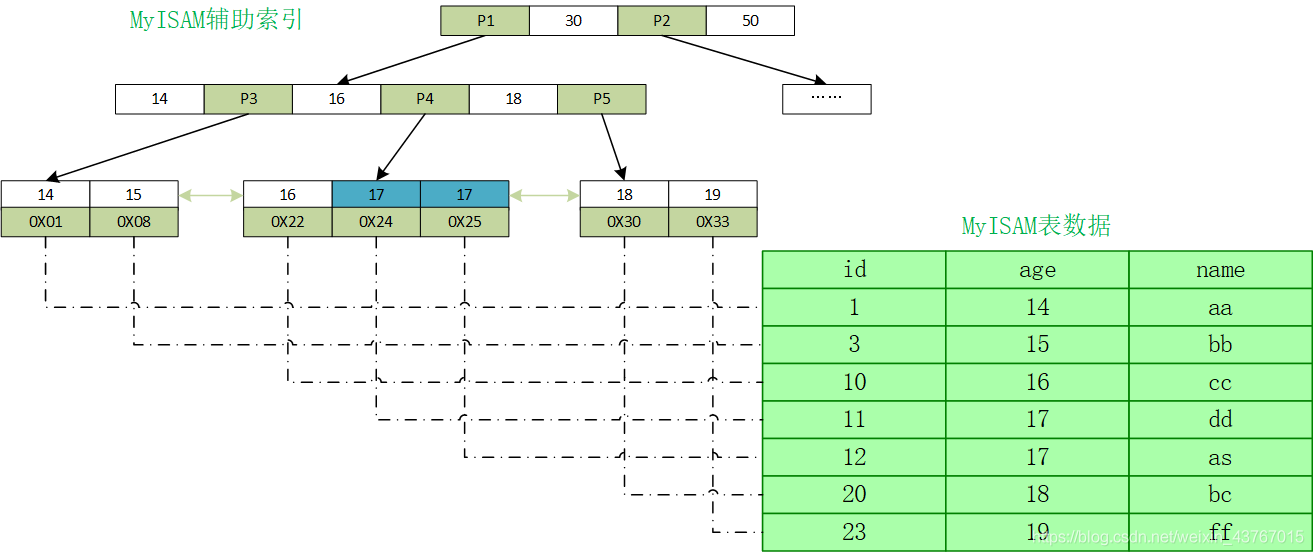 MyISAM辅助索引
P1 30 P2 50
14 P3 16 P4 18 P5
……
14 15 16 17 17 18 19
0X01 0X08 0X22 0X24 0X25 0X30 0X33
MyISAM表数据
id age name
1 14 aa
3 15 bb
10 16 cc
11 17 dd
12 17 as
20 18 bc
23 19 ff
https://blog.csdn.net/weixin_43767015